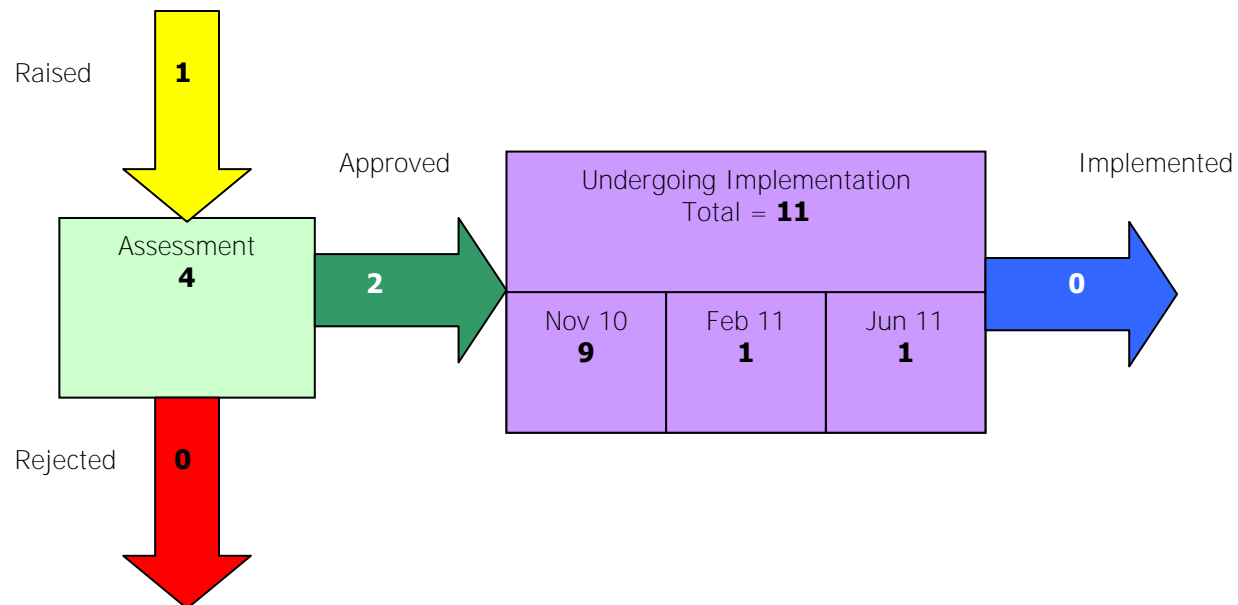 Raised
1
Approved
Undergoing Implementation
Total = 11
Implemented
Assessment
4
2
0
Nov 10
9
Feb 11
1
Jun 11
1
Rejected
0